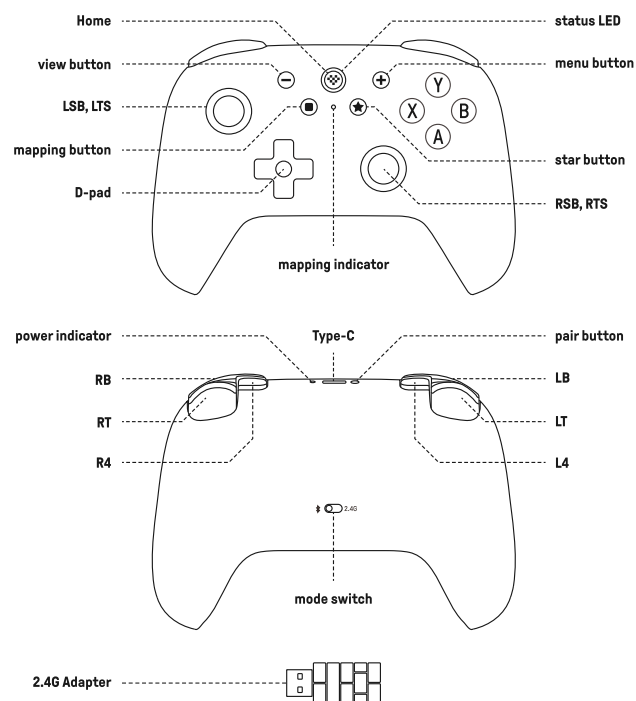 Home
status LED
view button
menu button
Y
LSB, LTS
X
B
A
mapping button
star button
D-pad
RSB, RTS
mapping indicator
power indicator
Type-C
pair button
RB
LB
RT
LT
R4
L4
2.4G
mode switch
2.4G Adapter